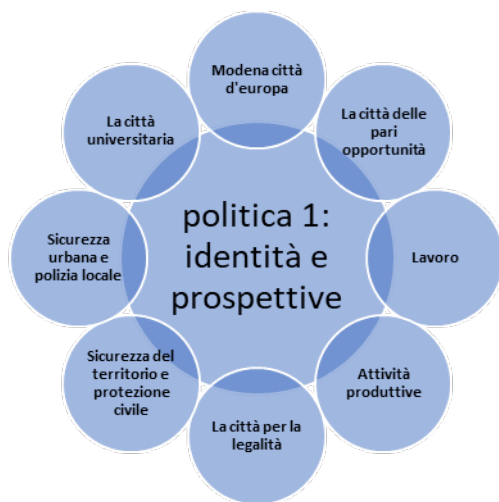 Modena città
d'europa
La città delle
pari
opportunità
Lavoro
Attività
produttive
La città per la
legalità
Sicurezza del
territorio e
protezione
civile
Sicurezza
urbana e
polizia locale
La città
universitaria
politica 1:
identità e
prospettive